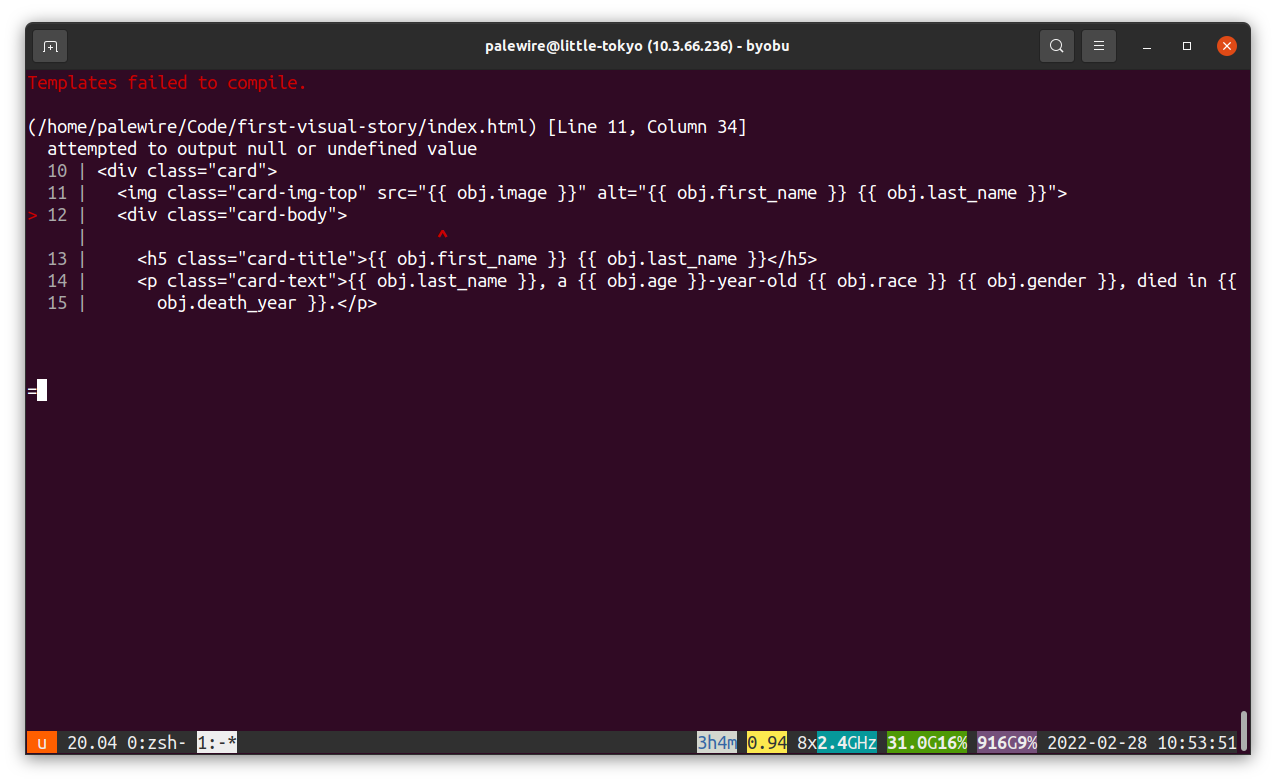 palewire@little-tokyo (10.3.66.236) - byobu
Templates failed to compile.
(/home/palewire/Code/first-visual-story/index.html) [Line 11, Column 34]
  attempted to output null or undefined value
  10 | <div class="card">
  11 |   <img class="card-img-top" src="{{ obj.image }}" alt="{{ obj.first_name }} {{ obj.last_name }}">
> 12 |   <div class="card-body">
     |                                   ^
  13 |     <h5 class="card-title">{{ obj.first_name }} {{ obj.last_name }}</h5>
  14 |     <p class="card-text">{{ obj.last_name }}, a {{ obj.age }}-year-old {{ obj.race }} {{ obj.gender }}, died in {{
  15 |       obj.death_year }}.</p>
=
u 20.04 0:zsh- 1:-* 3h4m 0.94 8x2.4GHz 31.0G16% 916G9% 2022-02-28 10:53:51